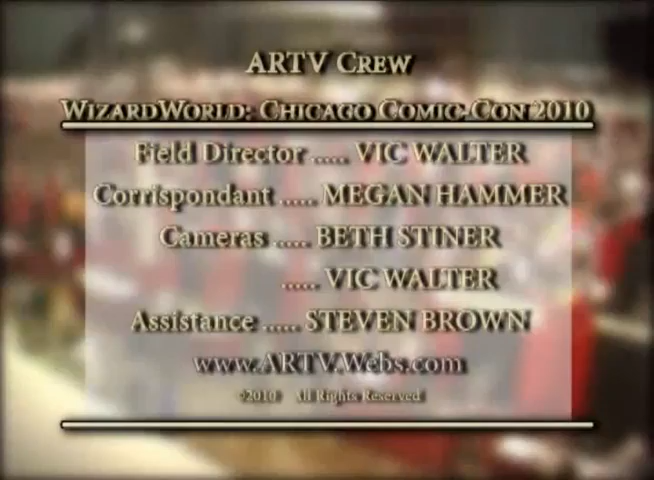 ARTV Crew
WizardWorld: Chicago Comic-Con 2010
Field Director ..... VIC WALTER
Corrispondant ..... MEGAN HAMMER
Cameras ..... BETH STINER
..... VIC WALTER
Assistance ..... STEVEN BROWN
www.ARTV.Webs.com
©2010 All Rights Reserved